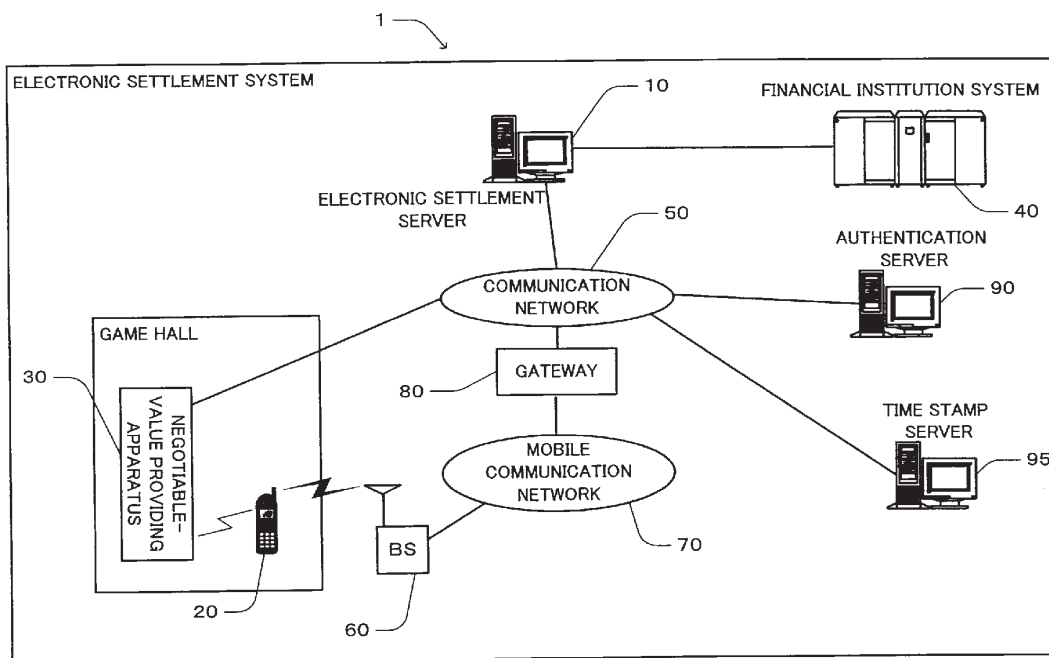 1
ELECTRONIC SETTLEMENT SYSTEM
10
FINANCIAL INSTITUTION SYSTEM
ELECTRONIC SETTLEMENT
SERVER
40
50
AUTHENTICATION
SERVER
COMMUNICATION
NETWORK
90
GAME HALL
30
NEGOTIABLE-
VALUE PROVIDING
APPARATUS
80
GATEWAY
TIME STAMP
SERVER
MOBILE
COMMUNICATION
NETWORK
95
BS
70
20
60